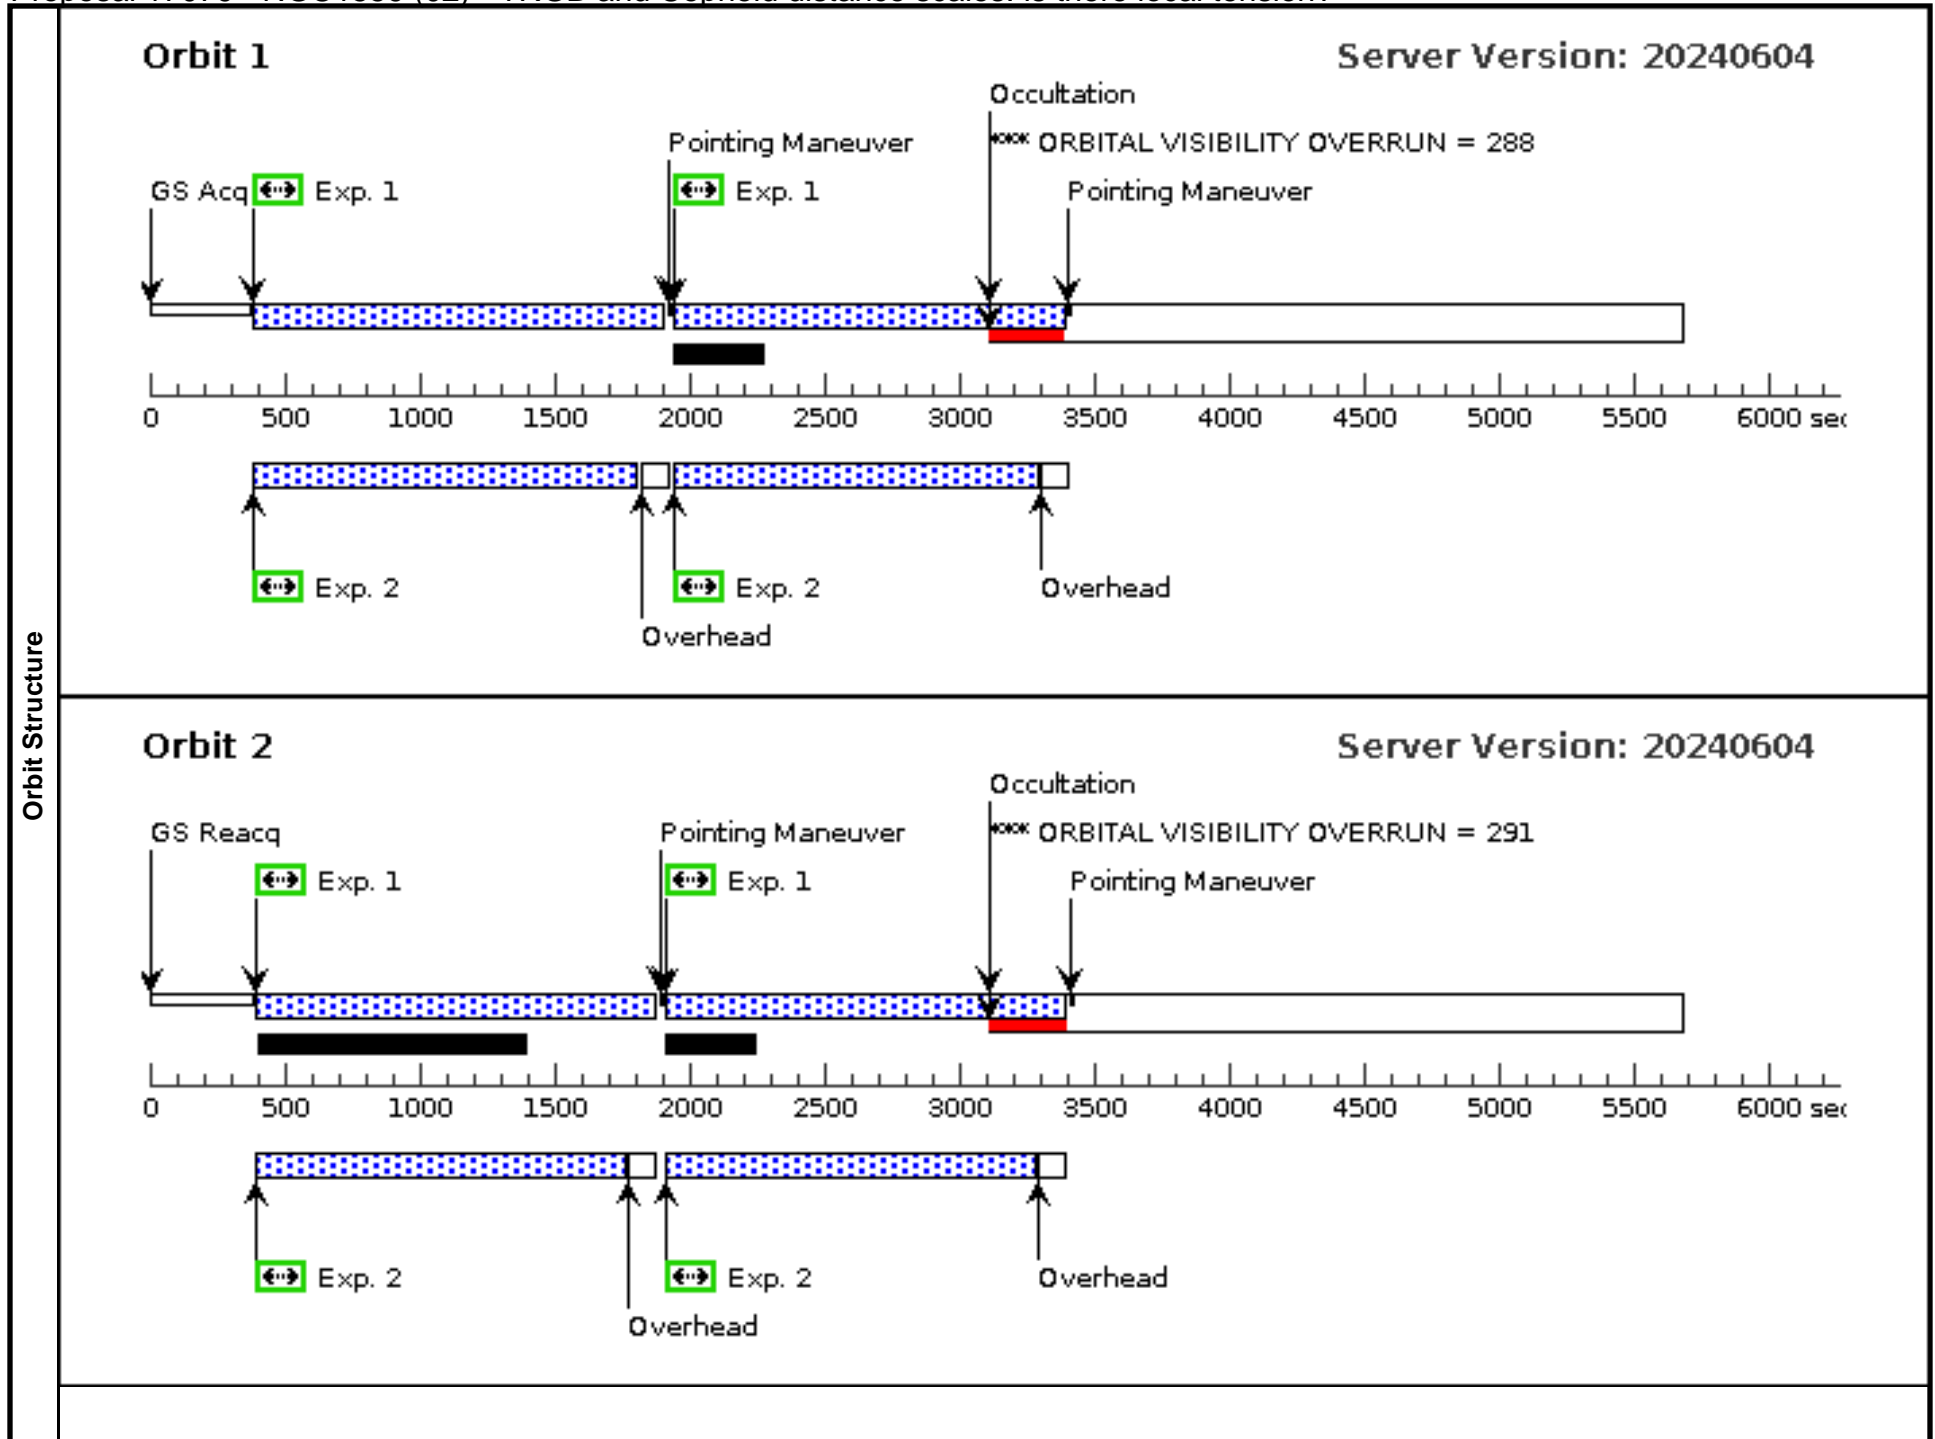 Orbit Structure
Orbit 1
Server Version: 20240604
Occultation
Pointing Maneuver
**** ORBITAL VISIBILITY OVERRUN = 288
GS Acq
Exp. 1
Exp. 1
Pointing Maneuver
0 500 1000 1500 2000 2500 3000 3500 4000 4500 5000 5500 6000 sec
Exp. 2
Exp. 2
Overhead
Overhead
Orbit 2
Server Version: 20240604
Occultation
GS Reacq
Pointing Maneuver
**** ORBITAL VISIBILITY OVERRUN = 291
Exp. 1
Exp. 1
Pointing Maneuver
0 500 1000 1500 2000 2500 3000 3500 4000 4500 5000 5500 6000 sec
Exp. 2
Exp. 2
Overhead
Overhead